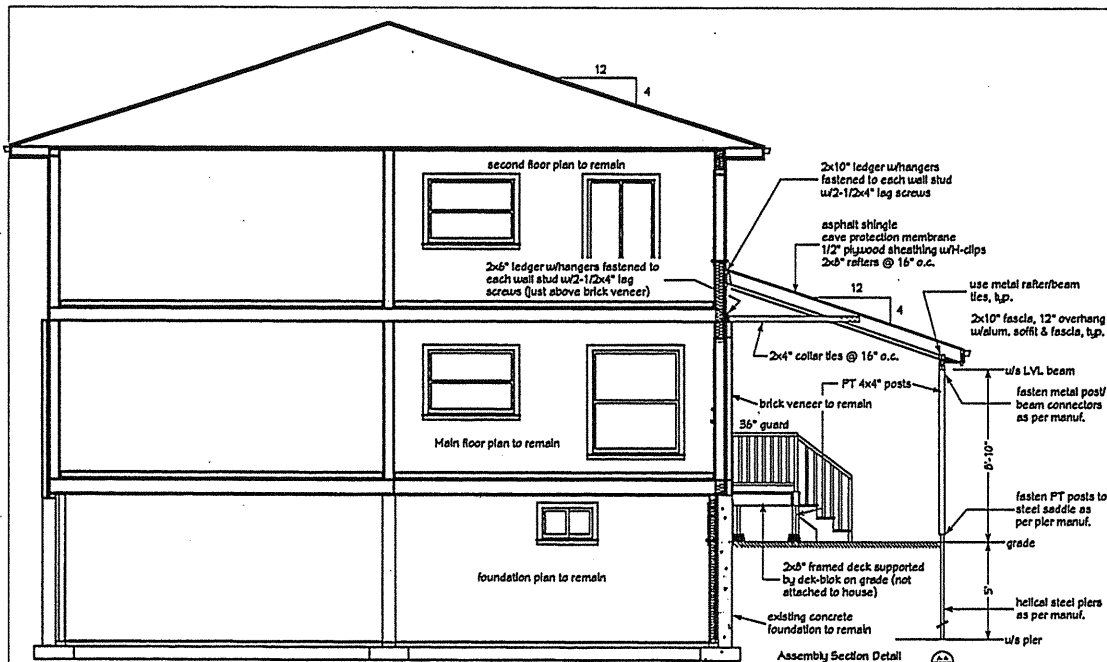 12
4
second floor plan to remain
2x10" ledger w/hangers
fastened to each wall stud
w/2-1/2x4" lag screws
asphalt shingle
eave protection membrane
1/2" plywood sheathing w/H-clips
2x8" rafters @ 16" o.c.
2x6" ledger w/hangers fastened to
each wall stud w/2-1/2x4" lag
screws (just above brick veneer)
12
4
use metal rafter/beam
ties, typ.
2x10" fascia, 12" overhang
w/alum. soffit & fascia, typ.
2x4" collar ties @ 16" o.c.
u/s LVL beam
PT 4x4" posts
fasten metal post/
beam connectors
as per manuf.
brick veneer to remain
36" guard
Main floor plan to remain
8'-10"
fasten PT posts to
steel saddle as
per pier manuf.
grade
2x8" framed deck supported
by dek-blok on grade (not
attached to house)
foundation plan to remain
5'
helical steel piers
as per manuf.
existing concrete
foundation to remain
u/s pier
Assembly Section Detail